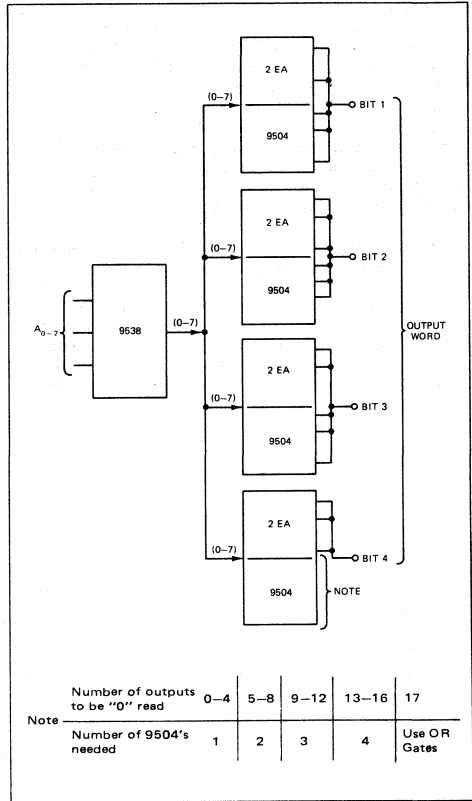 2 EA
(0–7)
BIT 1
9504
2 EA
(0–7)
BIT 2
9504
A0–2
9538
(0–7)
OUTPUT
WORD
2 EA
(0–7)
BIT 3
9504
2 EA
(0–7)
BIT 4
9504
NOTE
Note
Number of outputs to be "0" read 0–4 5–8 9–12 13–16 17
Number of 9504's needed 1 2 3 4 Use OR Gates